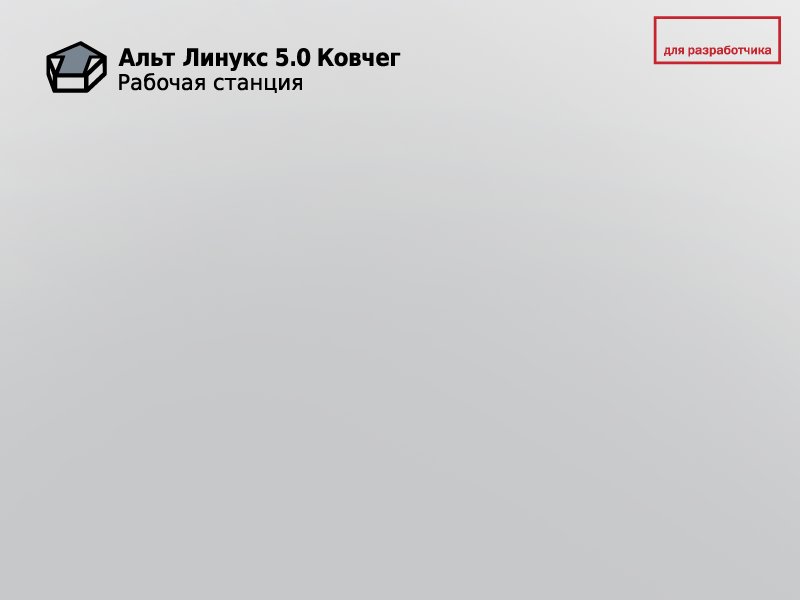 Альт Линукс 5.0 Ковчег
Рабочая станция
для разработчика